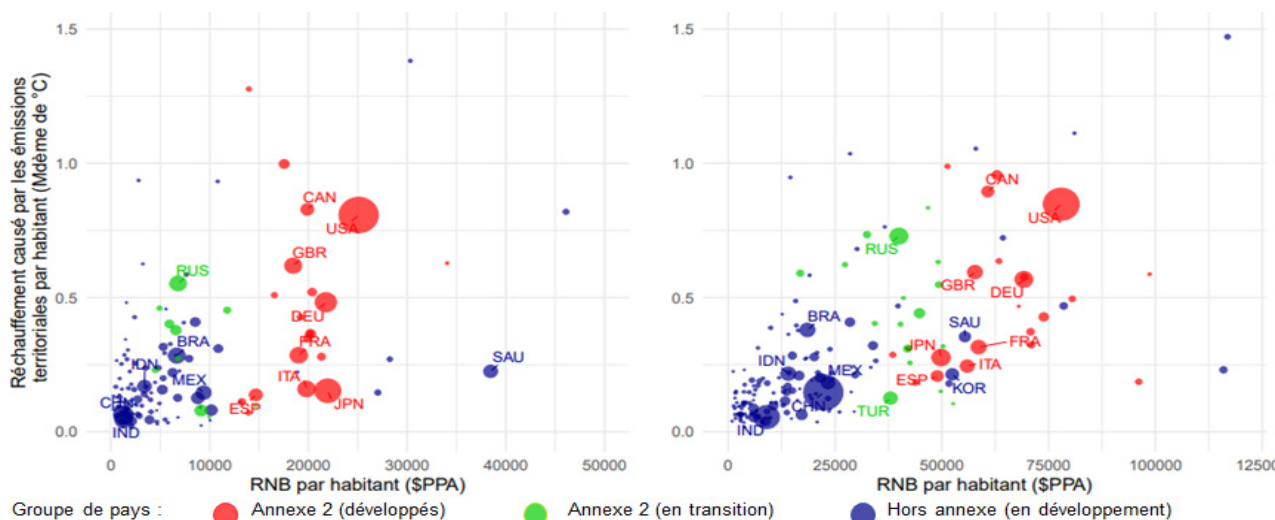 Réchauffement causé par les émissions
territoriales par habitant (Mdème de °C)
1.5
1.0
0.5
0.0
CAN
USA
GBR
RUS
DEU
BRA
FRA
IDN
MEX
SAU
ITA
CHN
ESP
JPN
IND
0
10000
20000
30000
40000
50000
RNB par habitant ($PPA)
1.5
1.0
0.5
0.0
CAN
USA
RUS
GBR
DEU
BRA
SAU
JPN
FRA
IDN
MEX
ITA
ESP
KOR
CHN
TUR
IND
0
25000
50000
75000
100000
12500
RNB par habitant ($PPA)
Groupe de pays :
Annexe 2 (développés)
Annexe 2 (en transition)
Hors annexe (en développement)